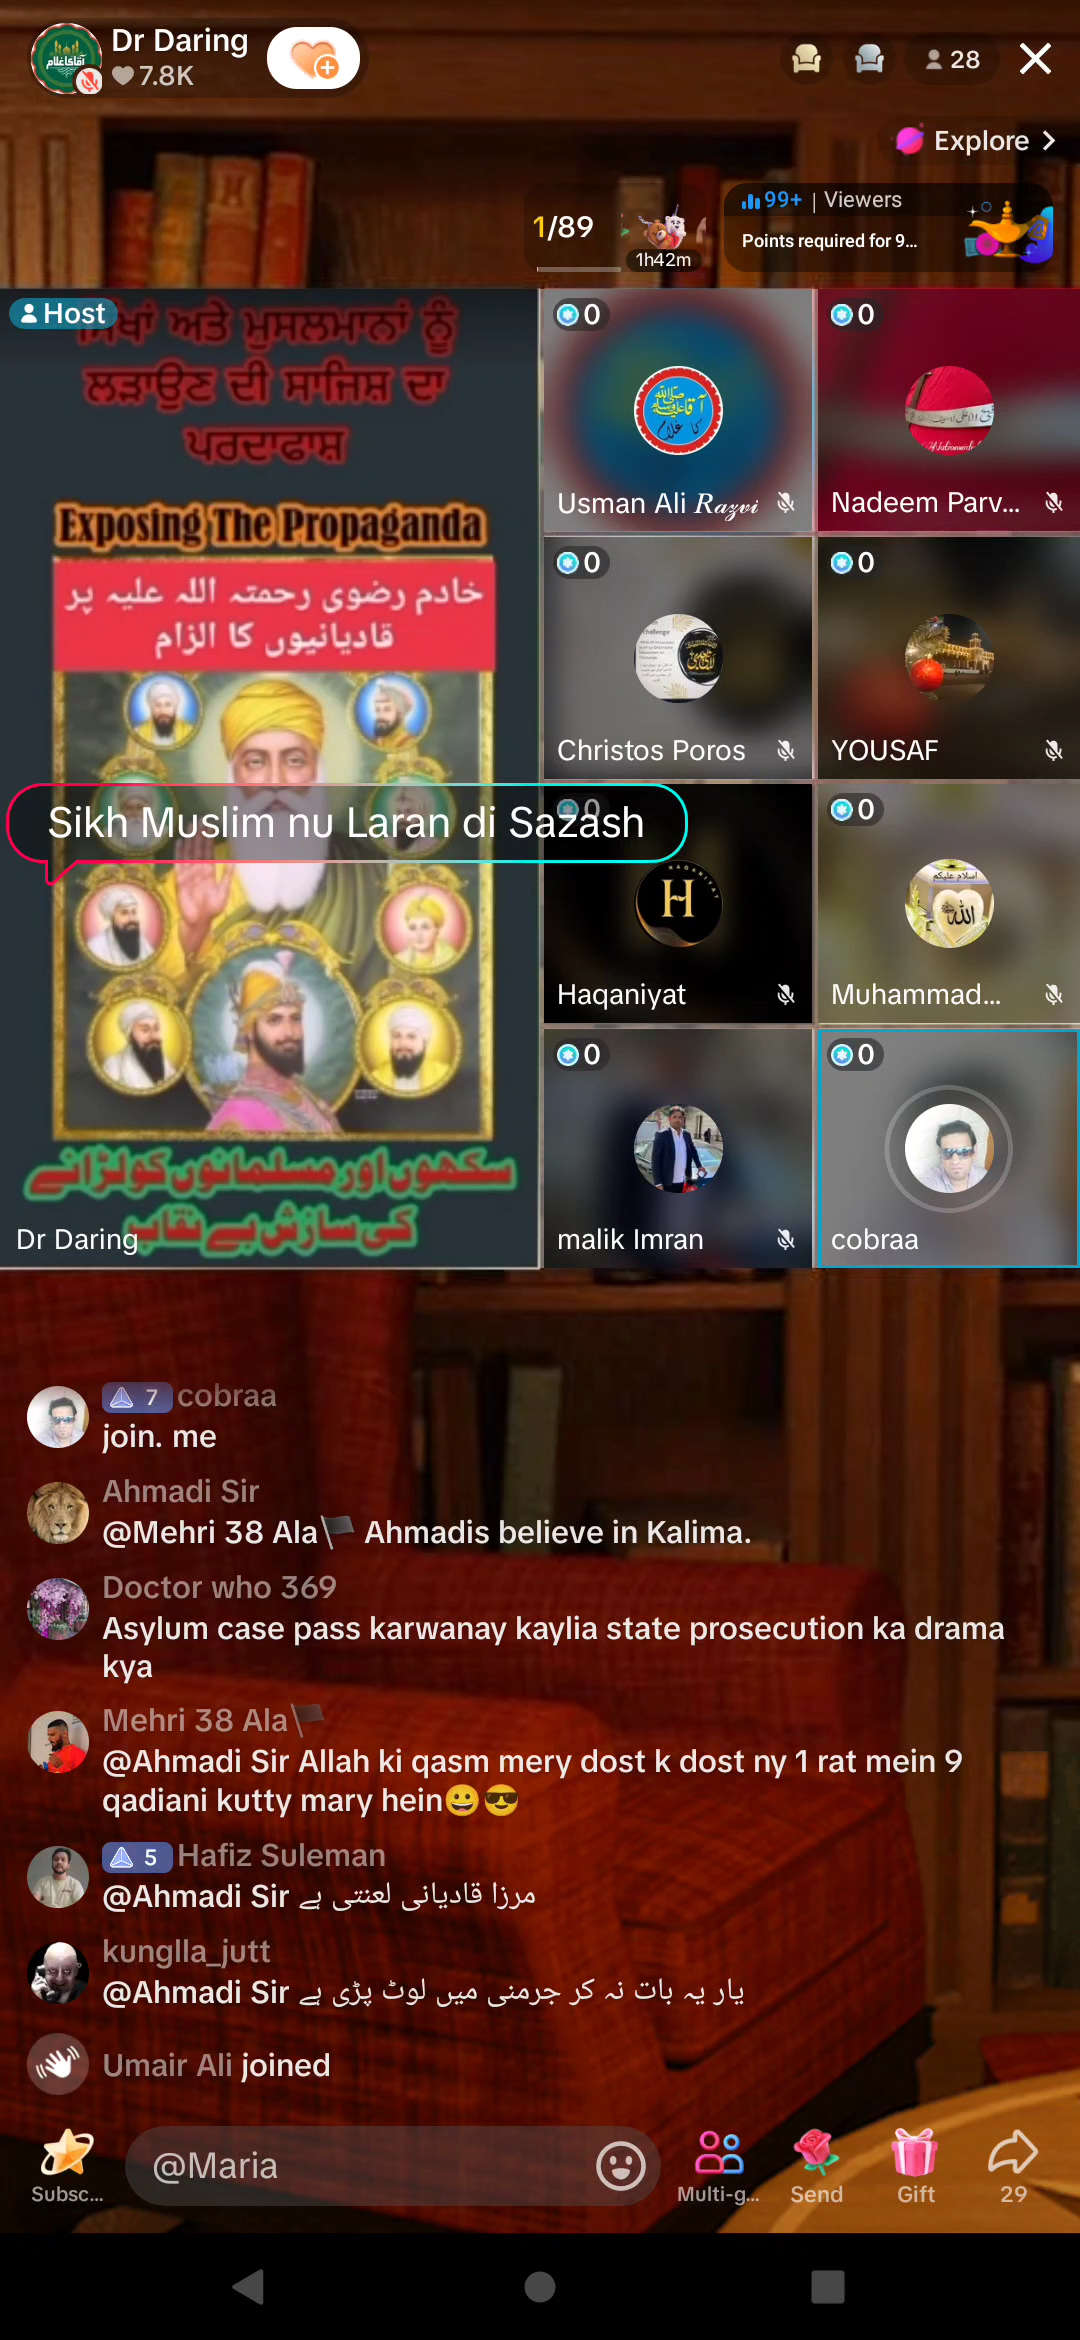 Dr Daring
7.8K
28
Explore
1/89
1h42m
99+ | Viewers
Points required for 9...
Host
ਸਿੱਖਾਂ ਅਤੇ ਮੁਸਲਮਾਨਾਂ ਨੂੰ
ਲੜਾਉਣ ਦੀ ਸਾਜਿਸ਼ ਦਾ
ਪਰਦਾਫਾਸ਼
Exposing The Propaganda
خادم رضوی رحمتہ اللہ علیہ پر
قادیانیوں کا الزام
Sikh Muslim nu Laran di Sazash
سکھوں اور مسلمانوں کو لڑانے
کی سازش بے نقاب
Dr Daring
0
Usman Ali Razvi
0
Nadeem Parv...
0
Christos Poros
0
YOUSAF
0
Haqaniyat
0
Muhammad...
0
malik Imran
0
cobraa
7 cobraa
join. me
Ahmadi Sir
@Mehri 38 Ala🏴 Ahmadis believe in Kalima.
Doctor who 369
Asylum case pass karwanay kaylia state prosecution ka drama
kya
Mehri 38 Ala🏴
@Ahmadi Sir Allah ki qasm mery dost k dost ny 1 rat mein 9
qadiani kutty mary hein😀😎
5 Hafiz Suleman
@Ahmadi Sir مرزا قادیانی لعنتی ہے
kunglla_jutt
@Ahmadi Sir یار یہ بات نہ کر جرمنی میں لوٹ پڑی ہے
Umair Ali joined
@Maria
Subsc...
Multi-g...
Send
Gift
29